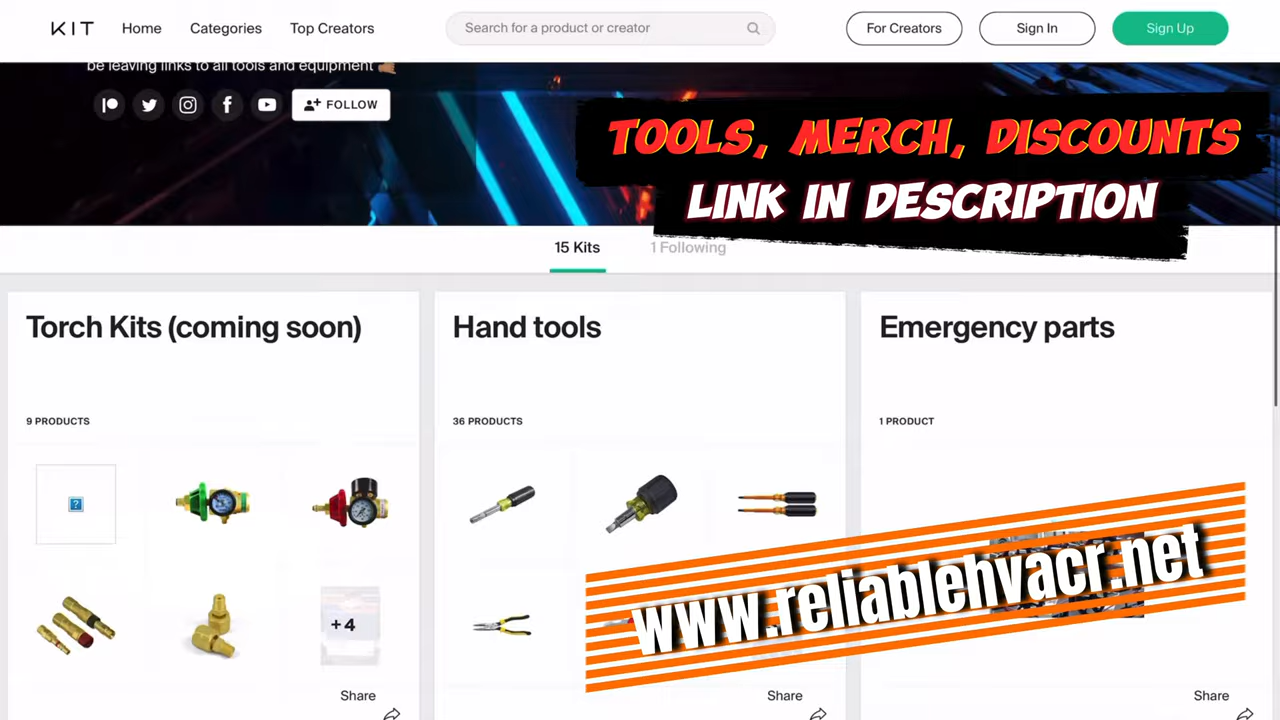 KIT
Home
Categories
Top Creators
Search for a product or creator
For Creators
Sign In
Sign Up
be leaving links to all tools and equipment
FOLLOW
TOOLS, MERCH, DISCOUNTS
LINK IN DESCRIPTION
15 Kits
1 Following
Torch Kits (coming soon)
9 PRODUCTS
+4
Share
Hand tools
36 PRODUCTS
Share
Emergency parts
1 PRODUCT
www.reliablehvacr.net
Share